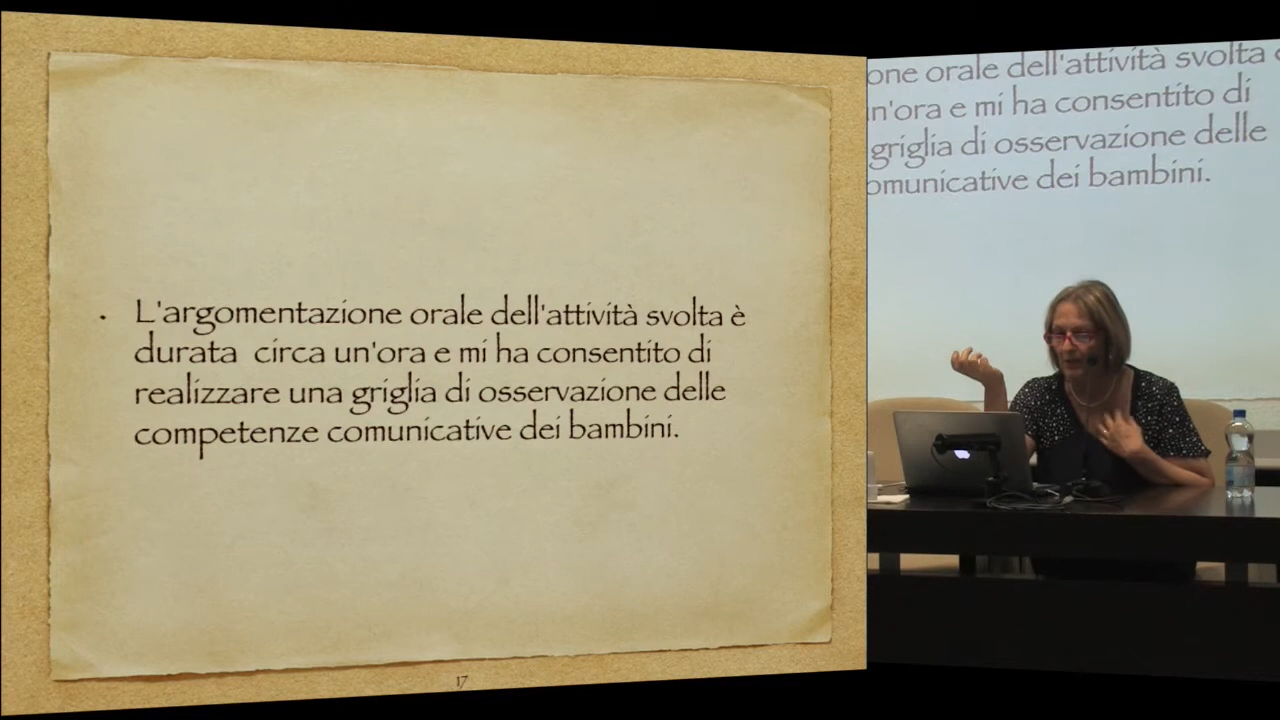 • L'argomentazione orale dell'attività svolta è
durata circa un'ora e mi ha consentito di
realizzare una griglia di osservazione delle
competenze comunicative dei bambini.
17
one orale dell'attività svolta
n'ora e mi ha consentito di
griglia di osservazione delle
omunicative dei bambini.